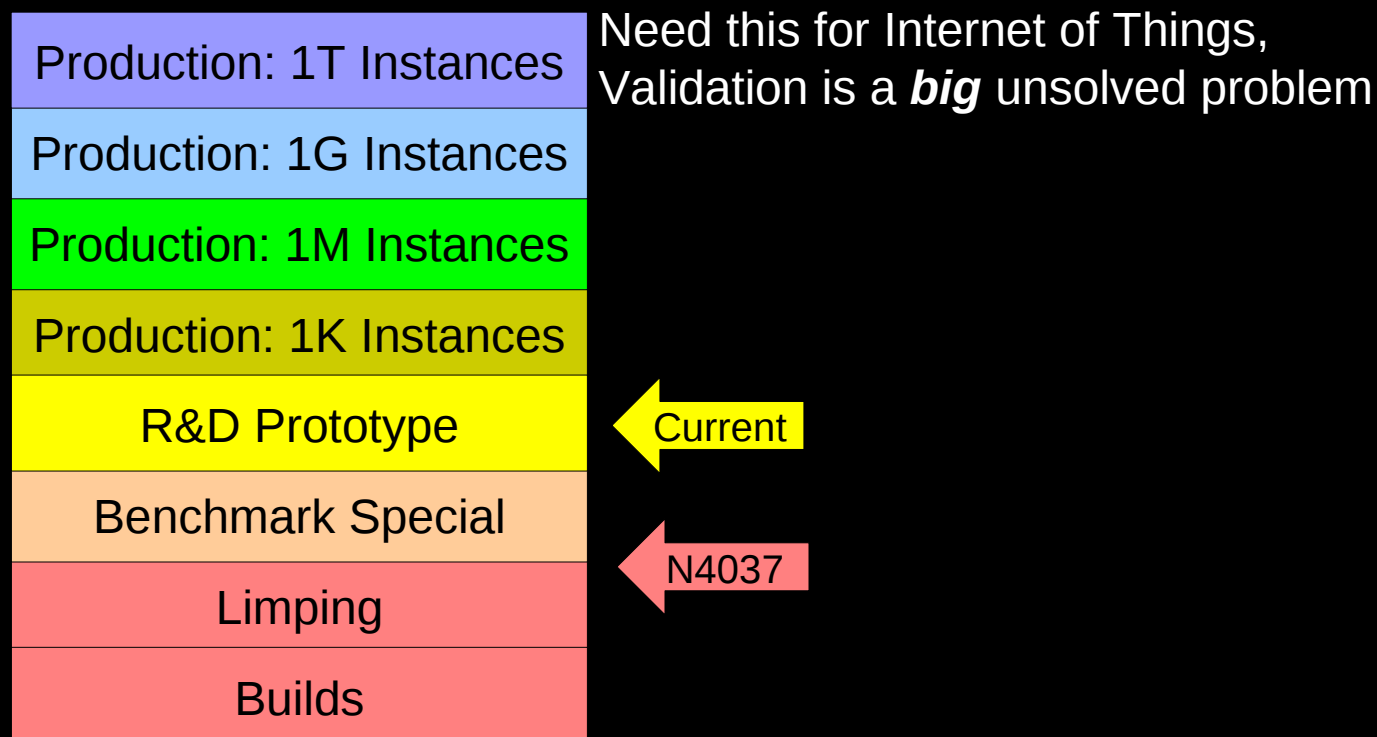 Production: 1T Instances
Need this for Internet of Things,
Validation is a big unsolved problem
Production: 1G Instances
Production: 1M Instances
Production: 1K Instances
R&D Prototype
Current
Benchmark Special
N4037
Limping
Builds